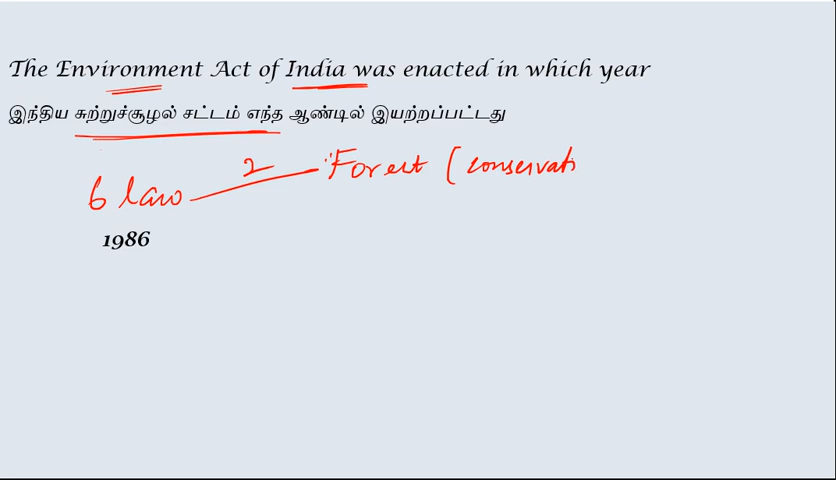 The Environment Act of India was enacted in which year
இந்திய சுற்றுச்சூழல் சட்டம் எந்த ஆண்டில் இயற்றப்பட்டது
2 Forest (conservati
6 law
1986